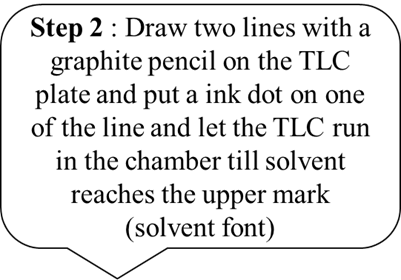 Step 2 : Draw two lines with a
graphite pencil on the TLC
plate and put a ink dot on one
of the line and let the TLC run
in the chamber till solvent
reaches the upper mark
(solvent font)